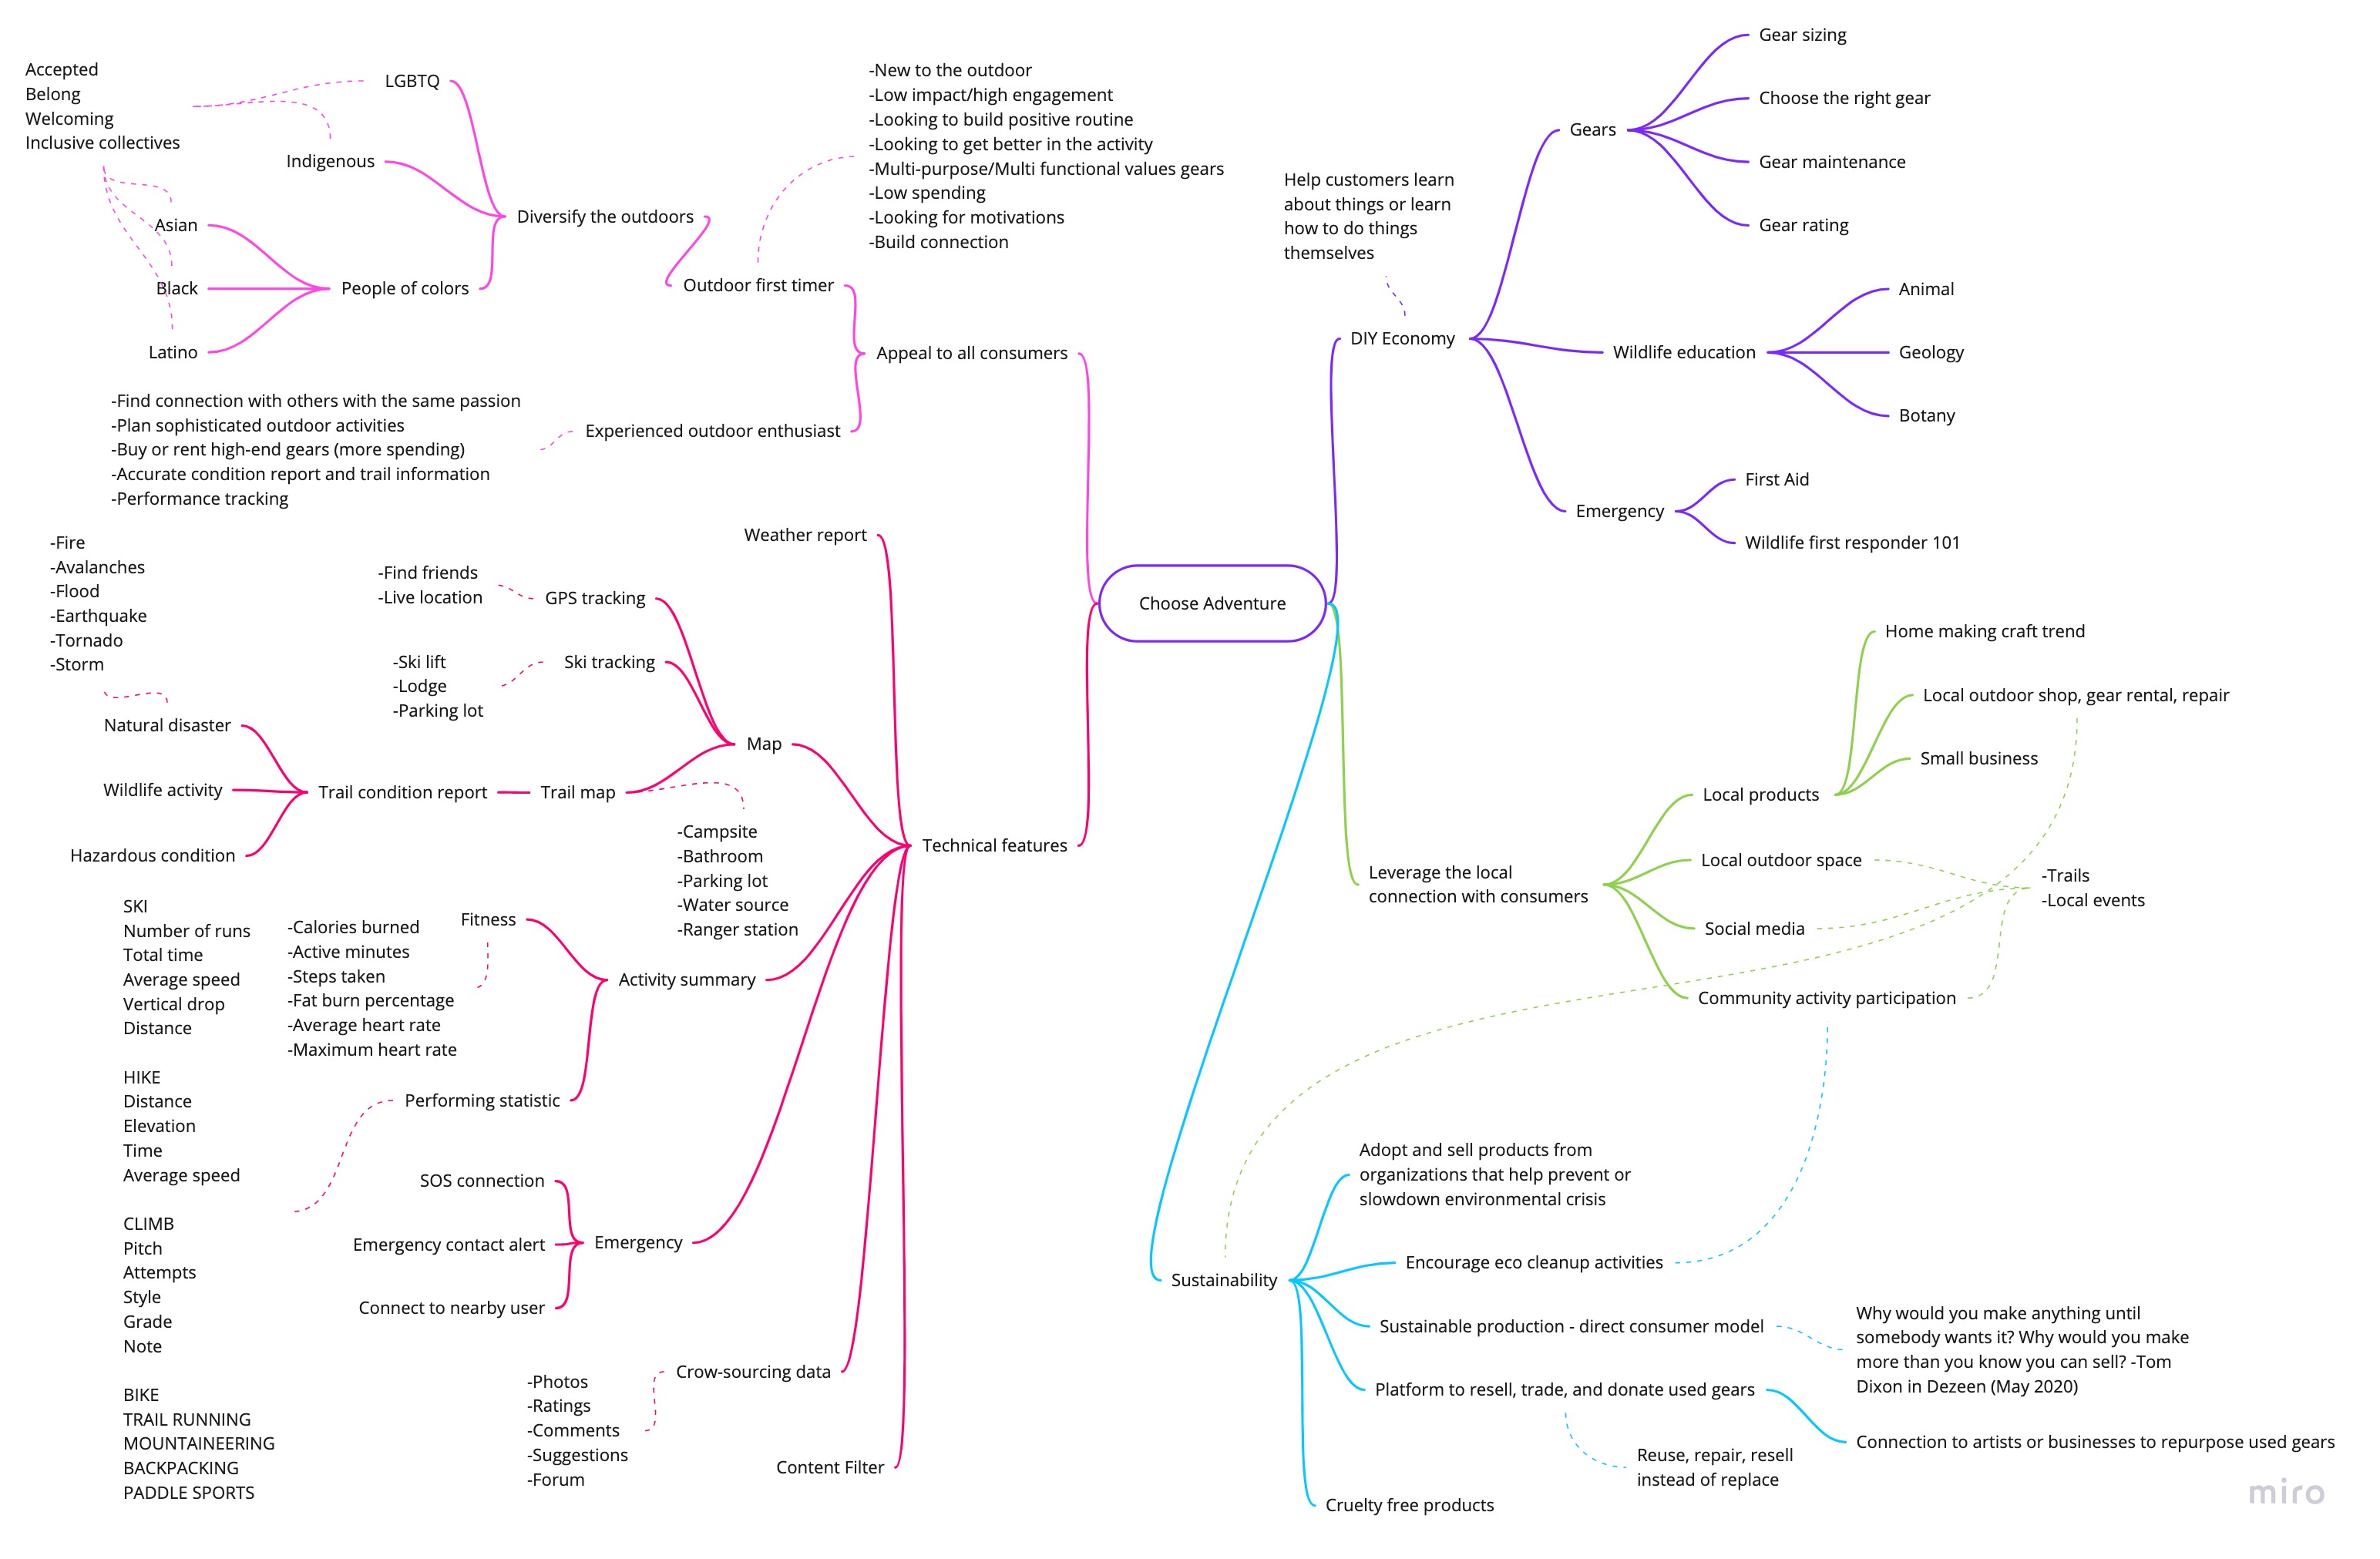 Accepted
Belong
Welcoming
Inclusive collectives
LGBTQ
Indigenous
Asian
Black
Latino
People of colors
Diversify the outdoors
-New to the outdoor
-Low impact/high engagement
-Looking to build positive routine
-Looking to get better in the activity
-Multi-purpose/Multi functional values gears
-Low spending
-Looking for motivations
-Build connection
Outdoor first timer
Appeal to all consumers
-Find connection with others with the same passion
-Plan sophisticated outdoor activities
-Buy or rent high-end gears (more spending)
-Accurate condition report and trail information
-Performance tracking
Experienced outdoor enthusiast
Weather report
-Fire
-Avalanches
-Flood
-Earthquake
-Tornado
-Storm
-Find friends
-Live location
GPS tracking
-Ski lift
-Lodge
-Parking lot
Ski tracking
Map
Natural disaster
Wildlife activity
Hazardous condition
Trail condition report
Trail map
-Campsite
-Bathroom
-Parking lot
-Water source
-Ranger station
Technical features
SKI
Number of runs
Total time
Average speed
Vertical drop
Distance
HIKE
Distance
Elevation
Time
Average speed
CLIMB
Pitch
Attempts
Style
Grade
Note
BIKE
TRAIL RUNNING
MOUNTAINEERING
BACKPACKING
PADDLE SPORTS
-Calories burned
-Active minutes
-Steps taken
-Fat burn percentage
-Average heart rate
-Maximum heart rate
Fitness
Activity summary
Performing statistic
SOS connection
Emergency contact alert
Connect to nearby user
Emergency
-Photos
-Ratings
-Comments
-Suggestions
-Forum
Crow-sourcing data
Content Filter
Choose Adventure
Help customers learn
about things or learn
how to do things
themselves
DIY Economy
Gears
Gear sizing
Choose the right gear
Gear maintenance
Gear rating
Wildlife education
Animal
Geology
Botany
Emergency
First Aid
Wildlife first responder 101
Leverage the local
connection with consumers
Local products
Home making craft trend
Local outdoor shop, gear rental, repair
Small business
Local outdoor space
Social media
Community activity participation
-Trails
-Local events
Sustainability
Adopt and sell products from
organizations that help prevent or
slowdown environmental crisis
Encourage eco cleanup activities
Sustainable production - direct consumer model
Why would you make anything until
somebody wants it? Why would you make
more than you know you can sell? -Tom
Dixon in Dezeen (May 2020)
Platform to resell, trade, and donate used gears
Connection to artists or businesses to repurpose used gears
Reuse, repair, resell
instead of replace
Cruelty free products
miro